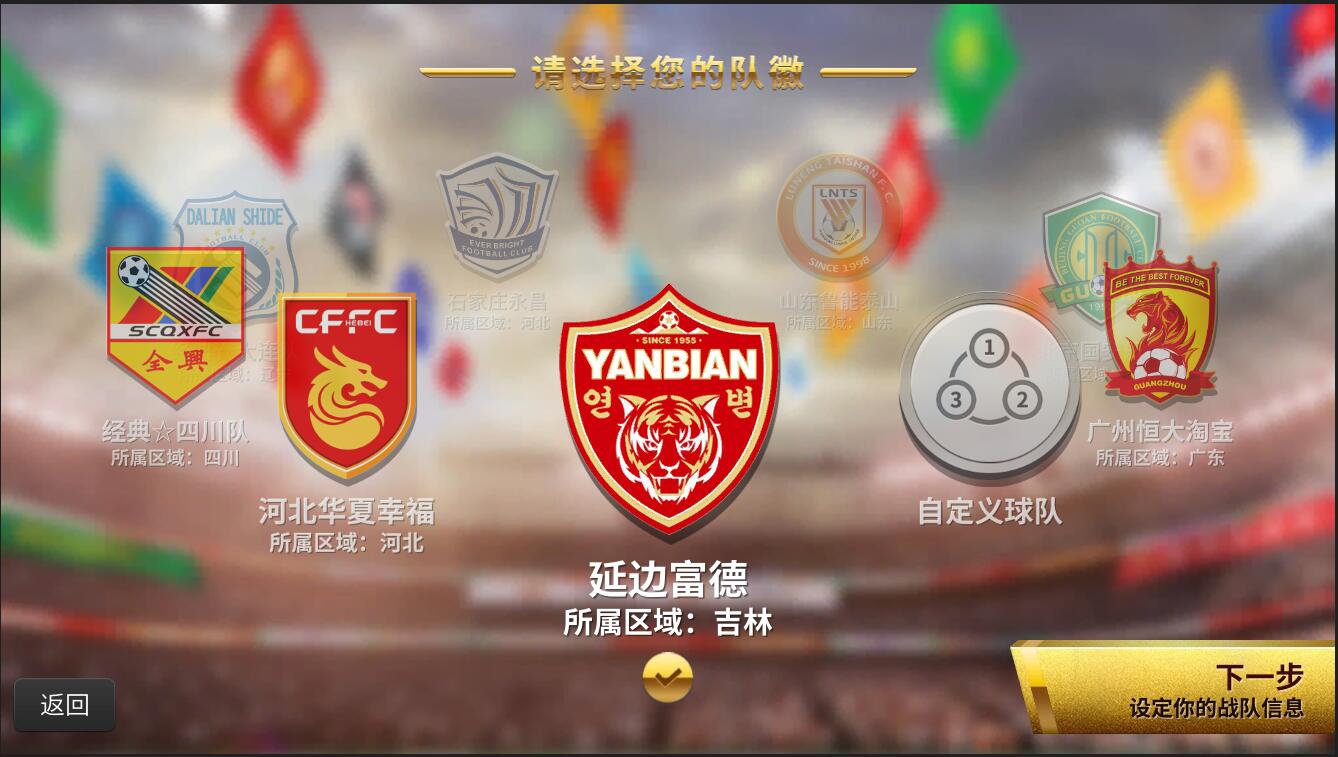 请选择您的队徽
DALIAN SHIDE
FOOTBALL CLUB
EVER BRIGHT
FOOTBALL CLUB
石家庄永昌
所属区域：河北
LUNENG TAISHAN F.C.
LNTS
SINCE 1998
山东鲁能泰山
所属区域：山东
SCQXFC
全興
经典☆四川队
所属区域：四川
CFFC
HEBEI
河北华夏幸福
所属区域：河北
SINCE 1955
YANBIAN
연 변
延边富德
所属区域：吉林
1
3 2
自定义球队
BE THE BEST FOREVER
GUANGZHOU
广州恒大淘宝
所属区域：广东
返回
下一步
设定你的战队信息